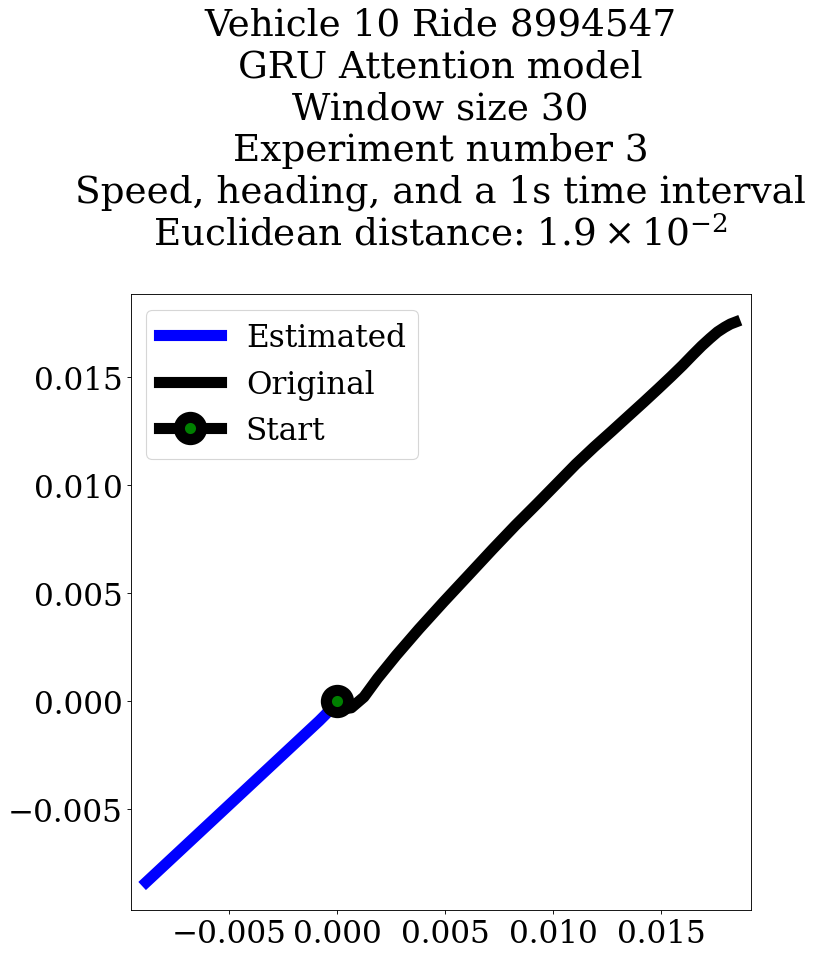 Vehicle 10 Ride 8994547
GRU Attention model
Window size 30
Experiment number 3
Speed, heading, and a 1s time interval
Euclidean distance: 1.9 × 10⁻²
Estimated
Original
Start
0.015
0.010
0.005
0.000
−0.005
−0.005 0.000 0.005 0.010 0.015